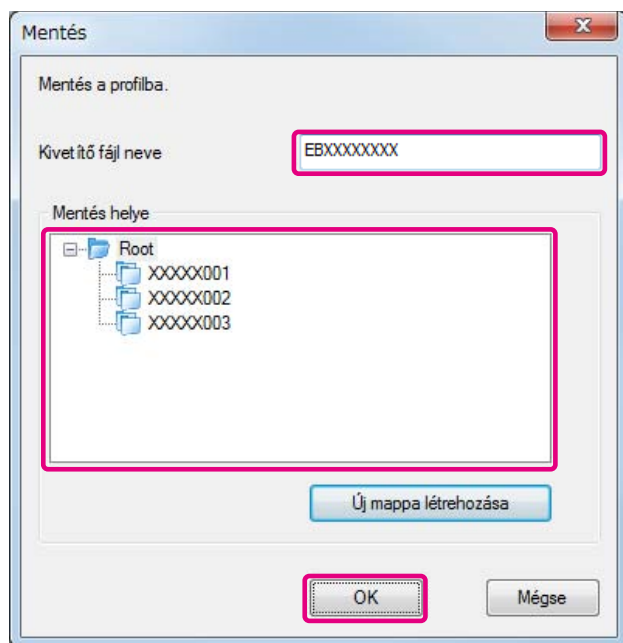 Mentés
Mentés a profilba.
Kivetítő fájl neve
EBXXXXXXXX
Mentés helye
Root
XXXXX001
XXXXX002
XXXXX003
Új mappa létrehozása
OK
Mégse